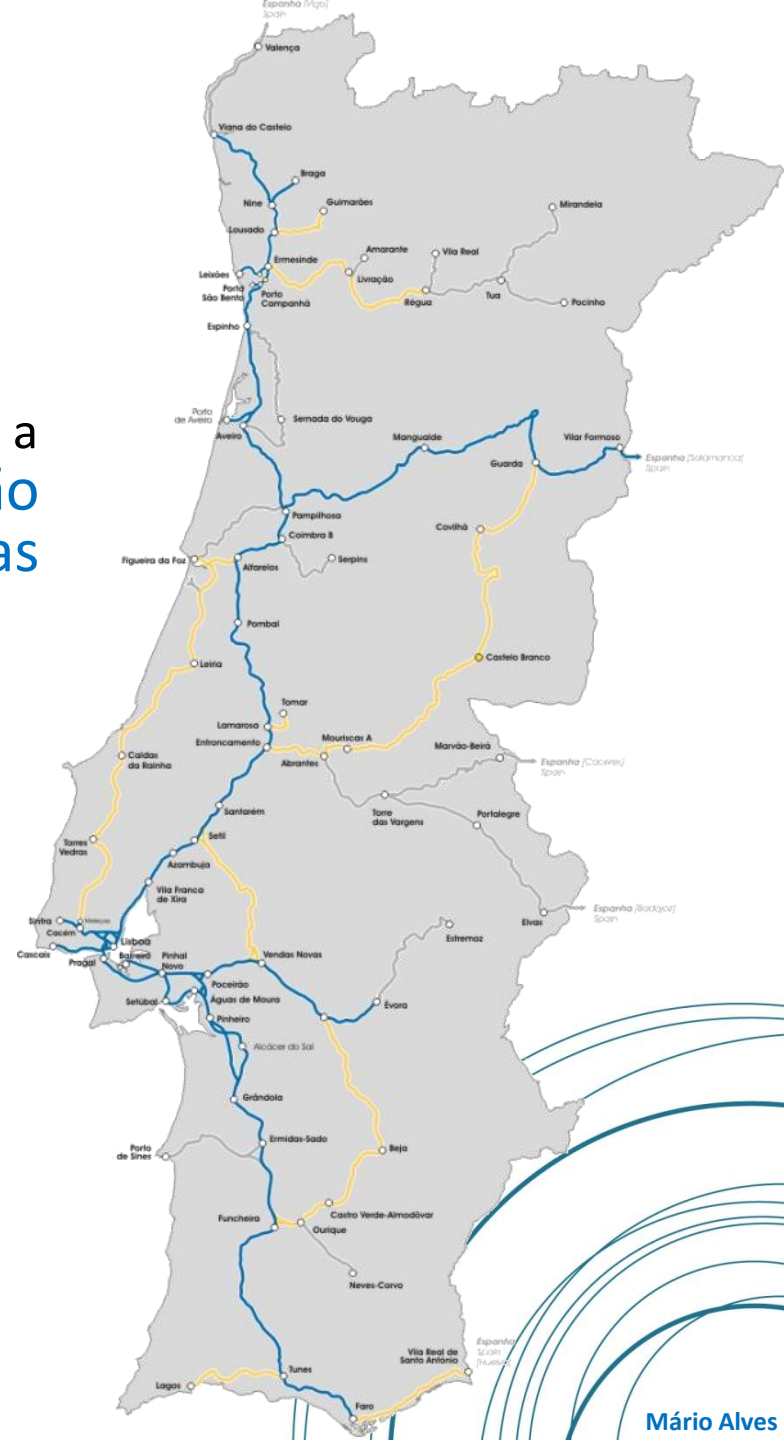 Espanha [Vigo]
Spain
Valença
Viana do Castelo
Braga
Nine
Guimarães
Mirandela
Lousado
Ermesinde
Amarante
Vila Real
Leixões
Livração
Porto
São Bento
Porto
Campanhã
Régua
Tua
Pocinho
Espinho
Porto
de Aveiro
Sernada do Vouga
Aveiro
Mangualde
Vilar Formoso
a
Guarda
Espanha [Salamanca]
Spain
ão
Pampilhosa
Covilhã
Coimbra B
as
Figueira da Foz
Alfarelos
Serpins
Pombal
Leiria
Castelo Branco
Tomar
Lamarosa
Entroncamento
Mouriscas A
Marvão-Beirã
Caldas
da Rainha
Abrantes
Espanha [Caceres]
Spain
Santarém
Torre
das Vargens
Portalegre
Torres
Vedras
Setil
Azambuja
Vila Franca
de Xira
Espanha [Badajoz]
Spain
Elvas
Sintra
Meleças
Cacém
Estremoz
Lisboa
Cascais
Barreiro
Pragal
Pinhal
Novo
Vendas Novas
Poceirão
Setúbal
Águas de Moura
Évora
Pinheiro
Alcácer do Sal
Grândola
Ermidas-Sado
Porto
de Sines
Beja
Castro Verde-Almodôvar
Funcheira
Ourique
Neves-Corvo
Espanha
Spain
[Huelva]
Vila Real de
Santo António
Tunes
Lagos
Faro
Mário Alves